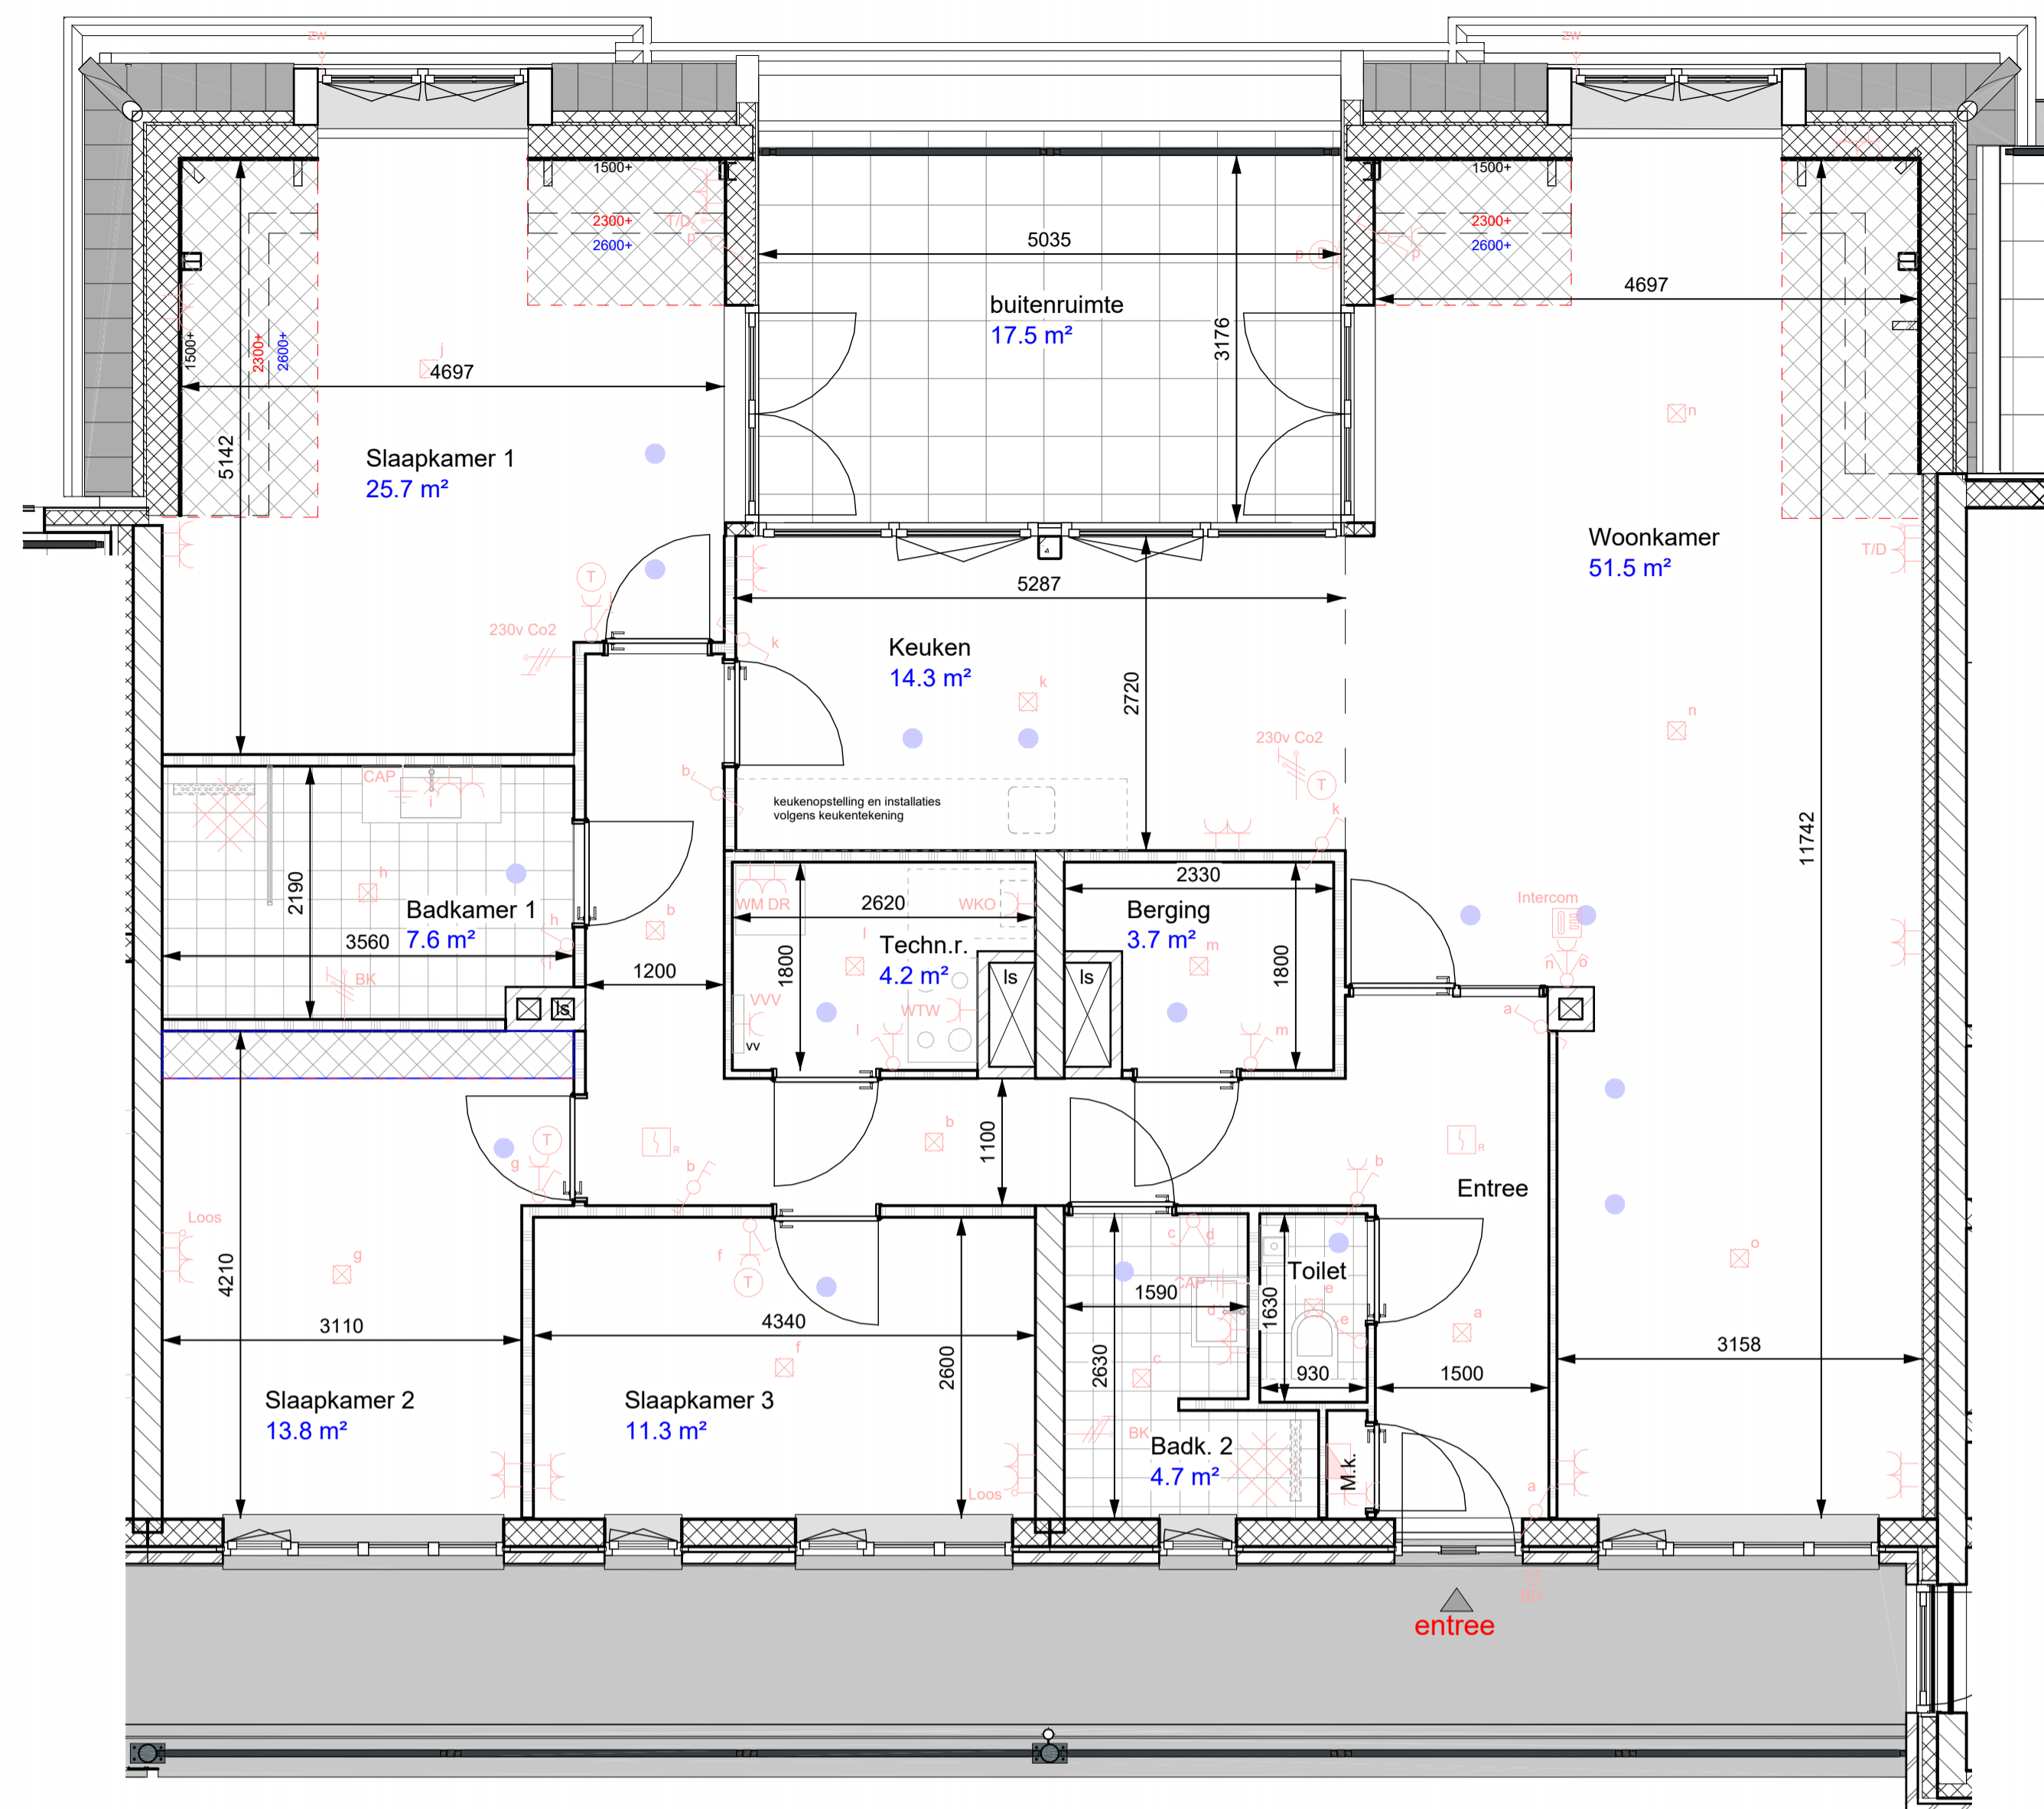 ZW
ZW
1500+
2300+
2600+
T/D
p
5035
p
D
p
1500+
2300+
2600+
4697
buitenruimte
17.5 m²
3176
1500+
2300+
2600+
j
4697
n
5142
Slaapkamer 1
25.7 m²
Woonkamer
51.5 m²
T/D
T
5287
230v Co2
k
Keuken
14.3 m²
k
2720
n
230v Co2
T
b
CAP
i
keukenopstelling en installaties
volgens keukentekening
k
11742
h
2190
Badkamer 1
7.6 m²
3560
h
i
BK
ls
b
1200
WM DR
2620
WKO
l
Techn.r.
4.2 m²
1800
VVV
WTW
l
vv
ls
ls
2330
Berging
3.7 m²
m
1800
m
Intercom
n
o
a
T
g
R
b
b
1100
R
b
Entree
Loos
g
4210
3110
Slaapkamer 2
13.8 m²
f
T
4340
f
2600
Slaapkamer 3
11.3 m²
Loos
c
d
CAP
1590
d
2630
c
BK
Badk. 2
4.7 m²
Toilet
e
1630
e
930
M.k.
a
1500
a
o
3158
entree